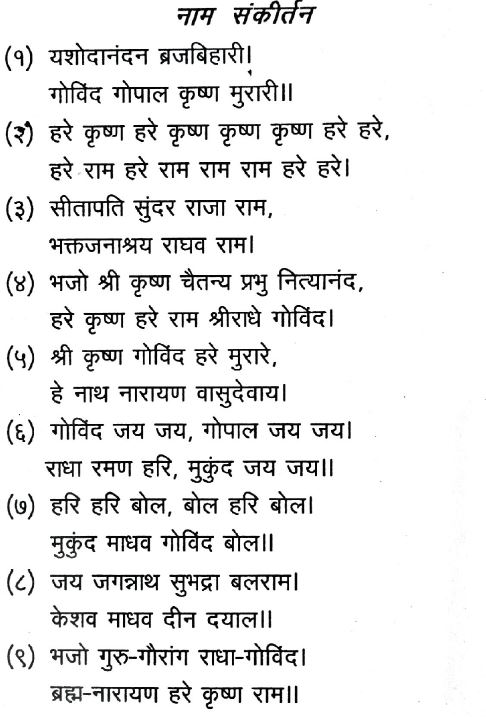 नाम संकीर्तन
(१) यशोदानंदन ब्रजबिहारी।
गोविंद गोपाल कृष्ण मुरारी॥
(२) हरे कृष्ण हरे कृष्ण कृष्ण कृष्ण हरे हरे,
हरे राम हरे राम राम राम हरे हरे।
(३) सीतापति सुंदर राजा राम,
भक्तजनाश्रय राघव राम।
(४) भजो श्री कृष्ण चैतन्य प्रभु नित्यानंद,
हरे कृष्ण हरे राम श्रीराधे गोविंद।
(५) श्री कृष्ण गोविंद हरे मुरारे,
हे नाथ नारायण वासुदेवाय।
(६) गोविंद जय जय, गोपाल जय जय।
राधा रमण हरि, मुकुंद जय जय॥
(७) हरि हरि बोल, बोल हरि बोल।
मुकुंद माधव गोविंद बोल॥
(८) जय जगन्नाथ सुभद्रा बलराम।
केशव माधव दीन दयाल॥
(९) भजो गुरु-गौरांग राधा-गोविंद।
ब्रह्म-नारायण हरे कृष्ण राम॥